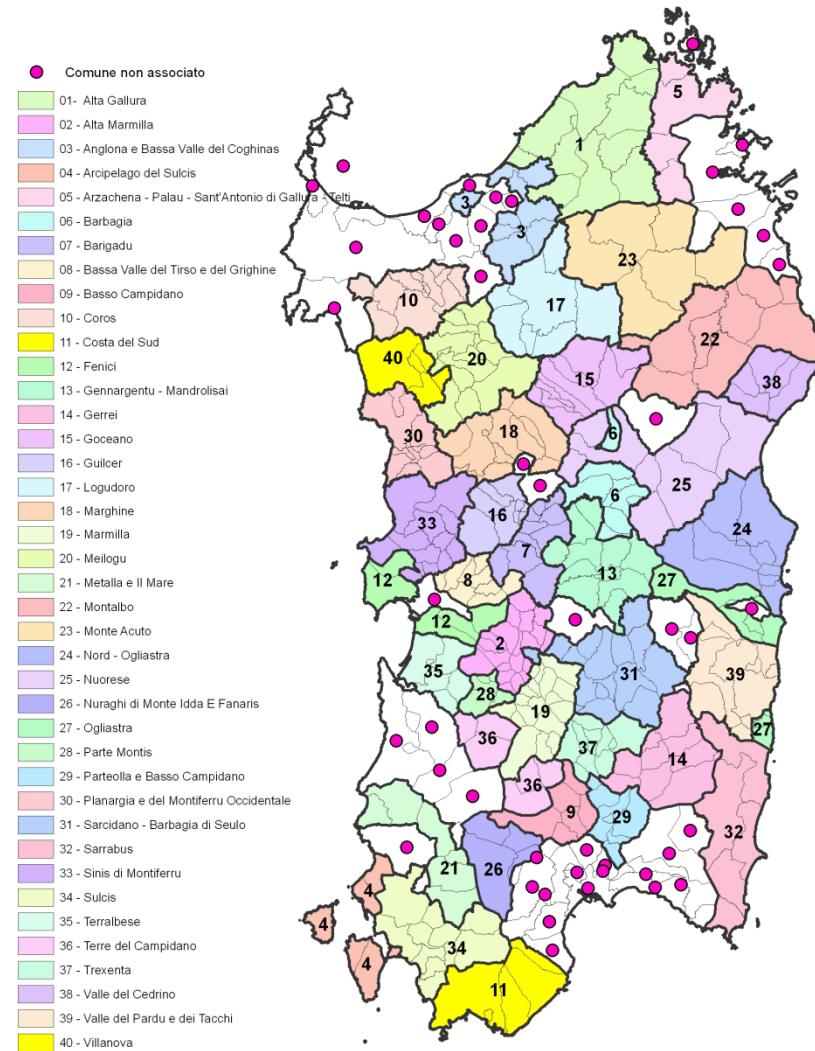 Comune non associato
01- Alta Gallura
02 - Alta Marmilla
03 - Anglona e Bassa Valle del Coghinas
04 - Arcipelago del Sulcis
05 - Arzachena - Palau - Sant'Antonio di Gallura - Telti
06 - Barbagia
07 - Barigadu
08 - Bassa Valle del Tirso e del Grighine
09 - Basso Campidano
10 - Coros
11 - Costa del Sud
12 - Fenici
13 - Gennargentu - Mandrolisai
14 - Gerrei
15 - Goceano
16 - Guilcer
17 - Logudoro
18 - Marghine
19 - Marmilla
20 - Meilogu
21 - Metalla e Il Mare
22 - Montalbo
23 - Monte Acuto
24 - Nord - Ogliastra
25 - Nuorese
26 - Nuraghi di Monte Idda E Fanaris
27 - Ogliastra
28 - Parte Montis
29 - Parteolla e Basso Campidano
30 - Planargia e del Montiferru Occidentale
31 - Sarcidano - Barbagia di Seulo
32 - Sarrabus
33 - Sinis di Montiferru
34 - Sulcis
35 - Terralbese
36 - Terre del Campidano
37 - Trexenta
38 - Valle del Cedrino
39 - Valle del Pardu e dei Tacchi
40 - Villanova
5
1
3
3
23
10
17
22
40
20
15
38
30
18
6
6
25
16
33
7
24
12
8
13
27
12
2
35
31
39
28
19
36
37
14
27
36
9
29
32
21
26
4
4
34
4
11